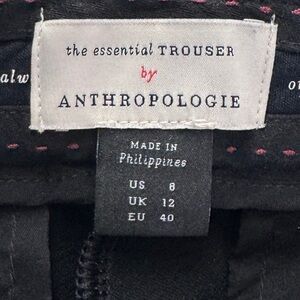 the essential TROUSER
by
ANTHROPOLOGIE
MADE IN
Philippines
US 8
UK 12
EU 40